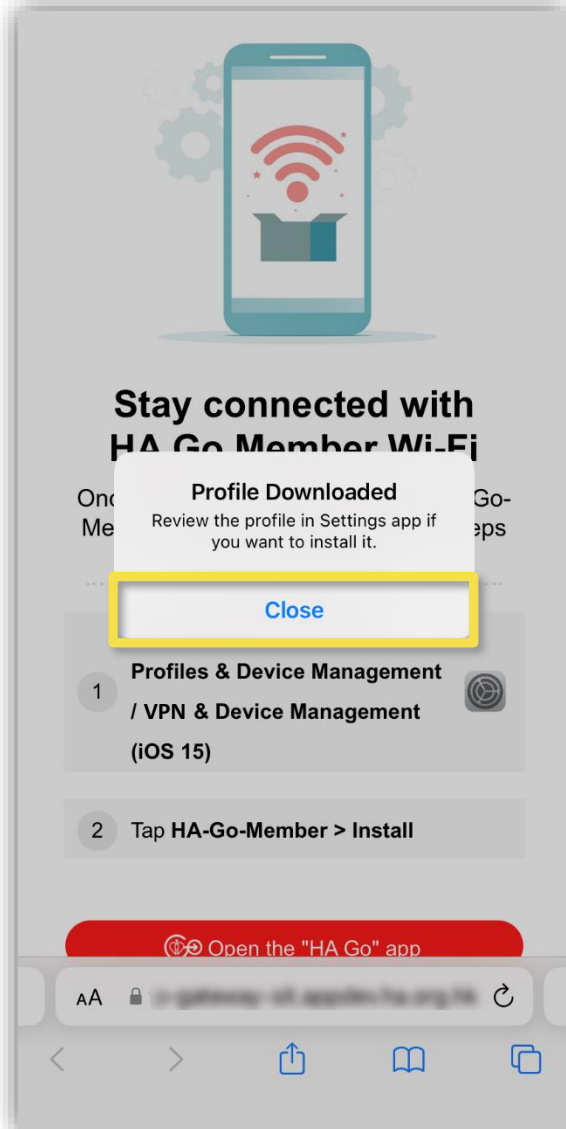 Stay connected with
HA Go Member Wi-Fi
Profile Downloaded
Review the profile in Settings app if
you want to install it.
Close
1
Profiles & Device Management
/ VPN & Device Management
(iOS 15)
2 Tap HA-Go-Member > Install
Open the "HA Go" app
AA